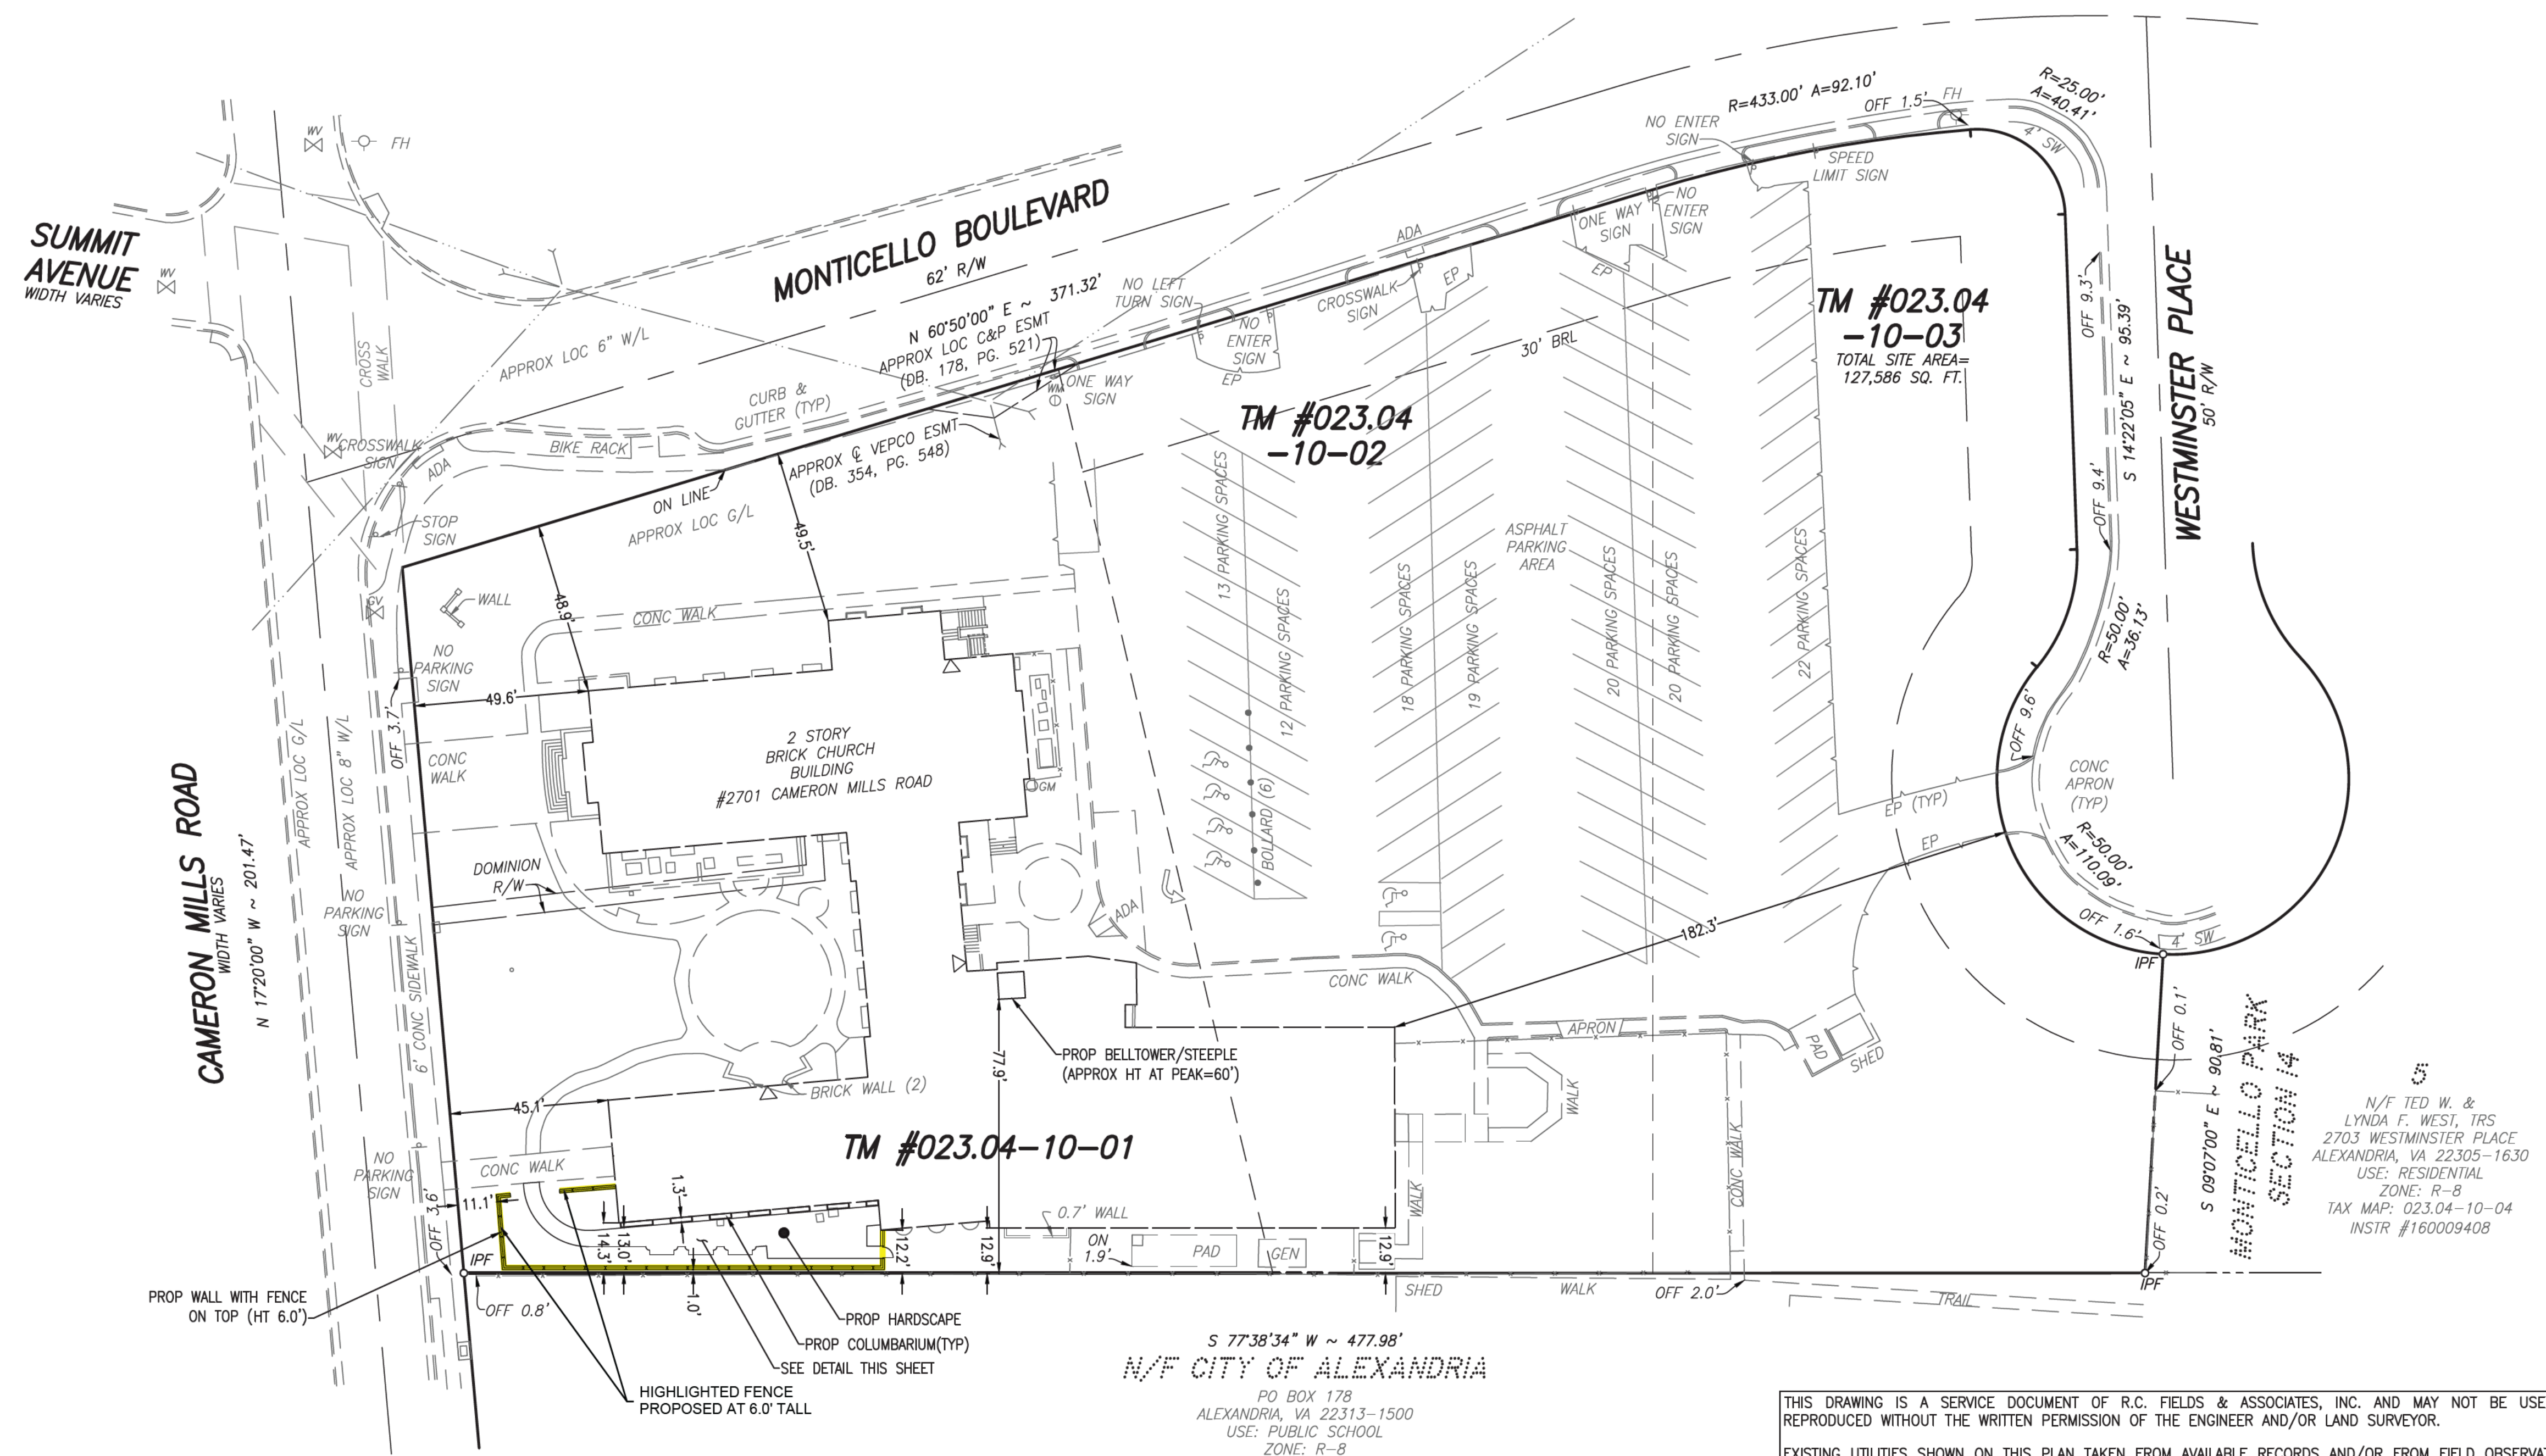 SUMMIT
AVENUE
WIDTH VARIES
WV
WV
FH
CROSS
WALK
APPROX LOC 6" W/L
WV
CROSSWALK
SIGN
ADA
BIKE RACK
CURB &
GUTTER (TYP)
MONTICELLO BOULEVARD
62' R/W
N 60°50'00" E ~ 371.32'
APPROX LOC C&P ESMT
(DB. 178, PG. 521)
NO LEFT
TURN SIGN
WM
ONE WAY
SIGN
APPROX ℄ VEPCO ESMT
(DB. 354, PG. 548)
ON LINE
APPROX LOC G/L
STOP
SIGN
GV
WALL
49.5'
48.9'
CONC WALK
NO
PARKING
SIGN
49.6'
OFF 3.7'
CONC
WALK
NO
ENTER
SIGN
EP
CROSSWALK
SIGN
EP
ADA
30' BRL
ONE WAY
SIGN
EP
NO
ENTER
SIGN
NO ENTER
SIGN
SPEED
LIMIT SIGN
R=433.00' A=92.10'
OFF 1.5'
FH
R=25.00'
A=40.41'
4' SW
TM #023.04
-10-03
TOTAL SITE AREA=
127,586 SQ. FT.
TM #023.04
-10-02
OFF 9.3'
S 14°22'05" E ~ 95.39'
OFF 9.4'
WESTMINSTER PLACE
50' R/W
R=50.00'
A=36.13'
OFF 9.6'
CONC
APRON
(TYP)
EP (TYP)
EP
R=50.00'
A=110.09'
OFF 1.6'
4' SW
IPF
13 PARKING SPACES
12 PARKING SPACES
18 PARKING SPACES
19 PARKING SPACES
ASPHALT
PARKING
AREA
20 PARKING SPACES
20 PARKING SPACES
22 PARKING SPACES
BOLLARD (6)
2 STORY
BRICK CHURCH
BUILDING
#2701 CAMERON MILLS ROAD
GM
CAMERON MILLS ROAD
WIDTH VARIES
N 17°20'00" W ~ 201.47'
APPROX LOC G/L
APPROX LOC 8" W/L
DOMINION
R/W
NO
PARKING
SIGN
6' CONC SIDEWALK
ADA
182.3'
CONC WALK
APRON
PAD
SHED
WALK
77.9'
PROP BELLTOWER/STEEPLE
(APPROX HT AT PEAK=60')
BRICK WALL (2)
45.1'
TM #023.04-10-01
CONC WALK
NO
PARKING
SIGN
OFF 3.6'
11.1'
IPF
1.3'
14.3'
13.0'
1.0'
12.2'
12.9'
0.7' WALL
ON
1.9'
PAD
GEN
12.9'
WALK
CONC WALK
SHED
WALK
OFF 2.0'
TRAIL
IPF
OFF 0.1'
OFF 0.2'
S 09°07'00" E ~ 90.81'
MONTICELLO PARK
SECTION 14
5
N/F TED W. &
LYNDA F. WEST, TRS
2703 WESTMINSTER PLACE
ALEXANDRIA, VA 22305-1630
USE: RESIDENTIAL
ZONE: R-8
TAX MAP: 023.04-10-04
INSTR #160009408
PROP WALL WITH FENCE
ON TOP (HT 6.0')
OFF 0.8'
PROP HARDSCAPE
PROP COLUMBARIUM(TYP)
SEE DETAIL THIS SHEET
HIGHLIGHTED FENCE
PROPOSED AT 6.0' TALL
S 77°38'34" W ~ 477.98'
N/F CITY OF ALEXANDRIA
PO BOX 178
ALEXANDRIA, VA 22313-1500
USE: PUBLIC SCHOOL
ZONE: R-8
THIS DRAWING IS A SERVICE DOCUMENT OF R.C. FIELDS & ASSOCIATES, INC. AND MAY NOT BE USE
REPRODUCED WITHOUT THE WRITTEN PERMISSION OF THE ENGINEER AND/OR LAND SURVEYOR.
EXISTING UTILITIES SHOWN ON THIS PLAN TAKEN FROM AVAILABLE RECORDS AND/OR FROM FIELD OBSERVAT